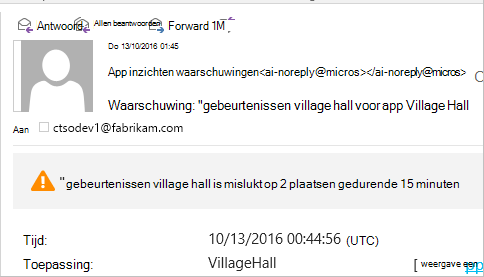 Antwoord Allen beantwoorden Forward 1M
Do 13/10/2016 01:45
App inzichten waarschuwingen<ai-noreply@micros></ai-noreply@micros>
Waarschuwing: "gebeurtenissen village hall voor app Village Hall
Aan ctsodev1@fabrikam.com
" gebeurtenissen village hall is mislukt op 2 plaatsen gedurende 15 minuten
Tijd: 10/13/2016 00:44:56 (UTC)
Toepassing: VillageHall [ weergave een